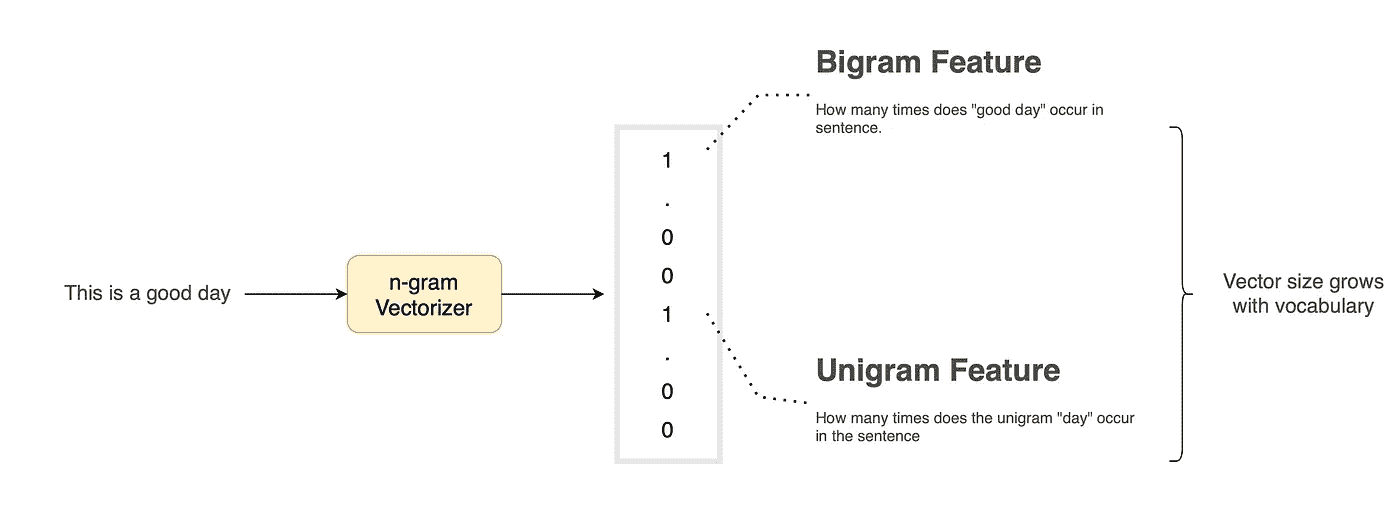 This is a good day
n-gram
Vectorizer
1
.
0
0
1
.
0
0
Bigram Feature
How many times does "good day" occur in
sentence.
Unigram Feature
How many times does the unigram "day" occur
in the sentence
Vector size grows
with vocabulary